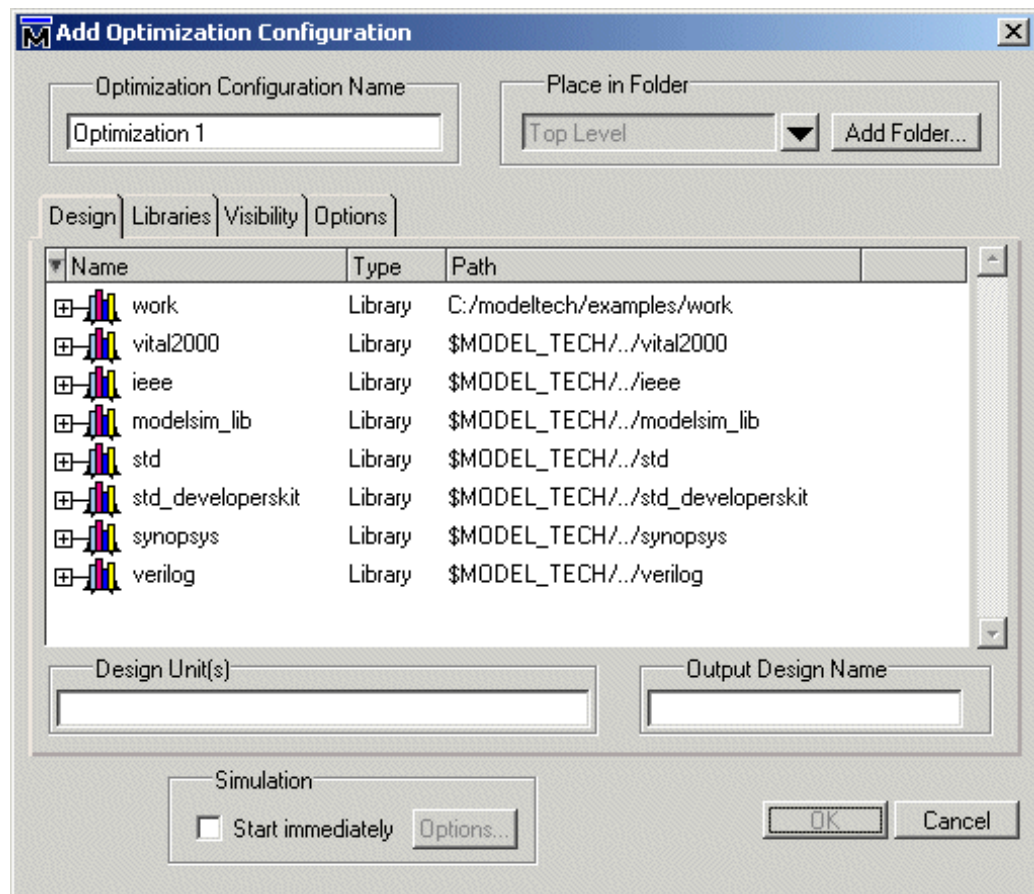 Add Optimization Configuration
Optimization Configuration Name
Place in Folder
Optimization 1
Top Level
Add Folder...
Design Libraries Visibility Options
Name Type Path
work Library C:/modeltech/examples/work
vital2000 Library $MODEL_TECH/../vital2000
ieee Library $MODEL_TECH/../ieee
modelsim_lib Library $MODEL_TECH/../modelsim_lib
std Library $MODEL_TECH/../std
std_developerskit Library $MODEL_TECH/../std_developerskit
synopsys Library $MODEL_TECH/../synopsys
verilog Library $MODEL_TECH/../verilog
Design Unit(s)
Output Design Name
Simulation
Start immediately Options...
OK Cancel